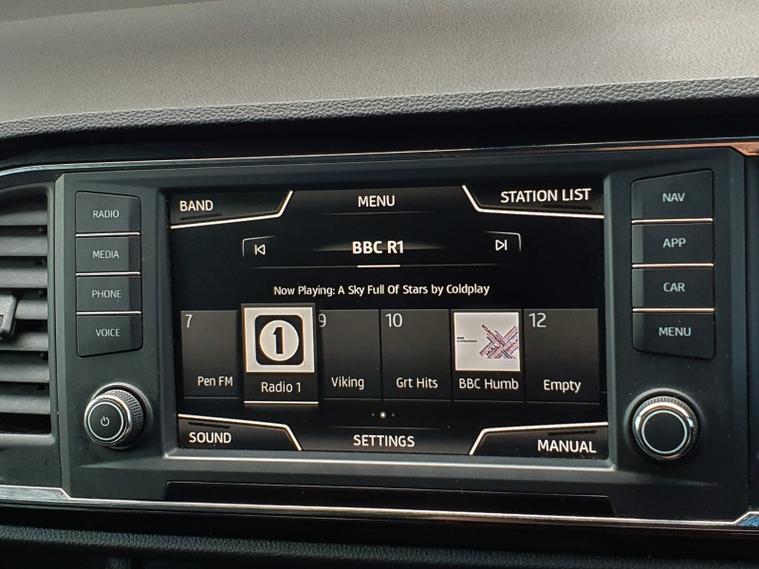 BAND
MENU
STATION LIST
RADIO
MEDIA
PHONE
VOICE
BBC R1
Now Playing: A Sky Full Of Stars by Coldplay
7
1
9
10
12
Pen FM
Radio 1
Viking
Grt Hits
BBC Humb
Empty
SOUND
SETTINGS
MANUAL
NAV
APP
CAR
MENU